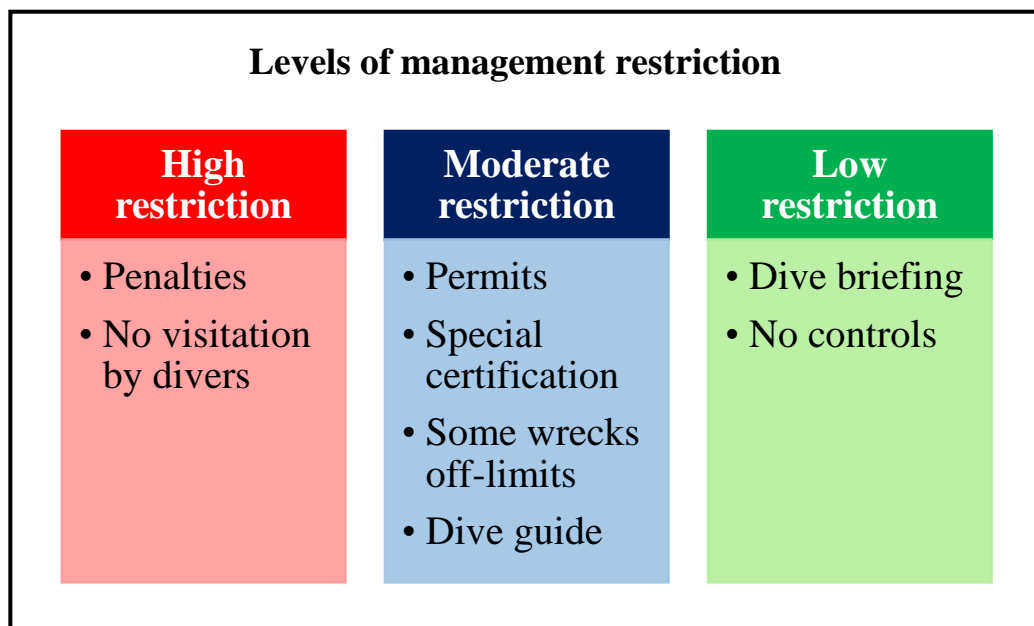 Levels of management restriction
High
restriction
• Penalties
• No visitation
by divers
Moderate
restriction
• Permits
• Special
certification
• Some wrecks
off-limits
• Dive guide
Low
restriction
• Dive briefing
• No controls